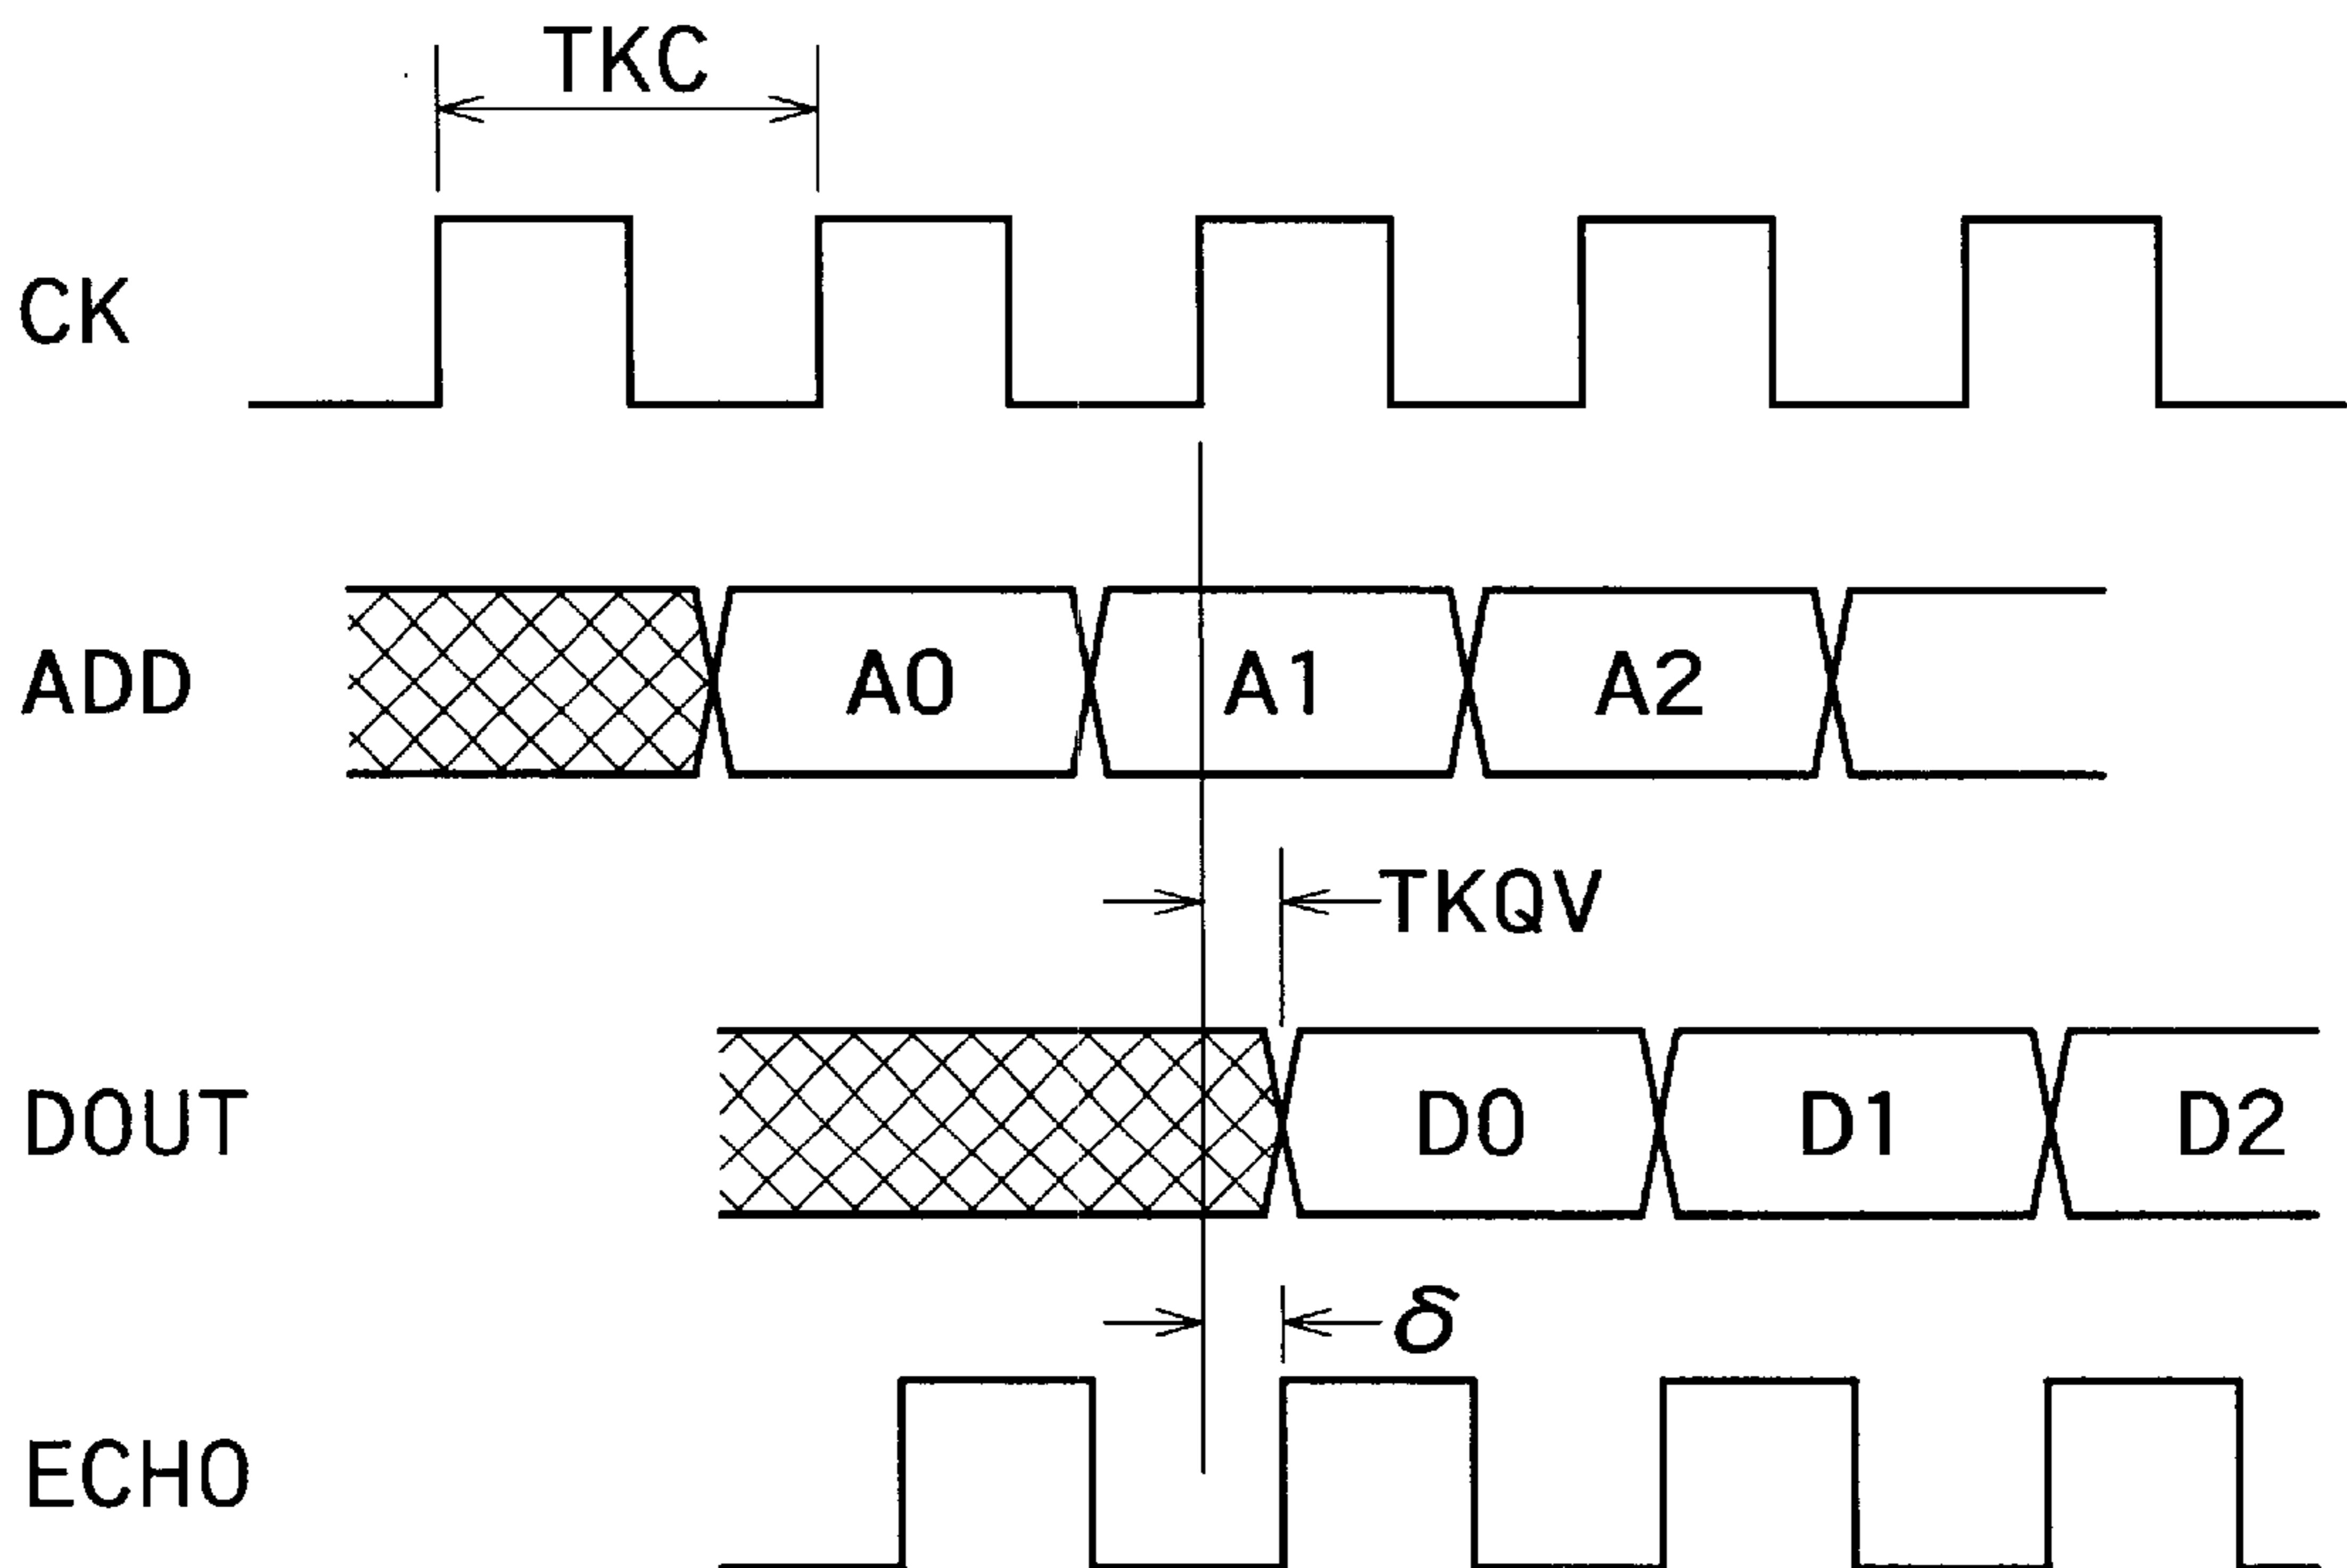 TKC
CK
ADD A0 A1 A2
TKQV
DOUT D0 D1 D2
δ
ECHO